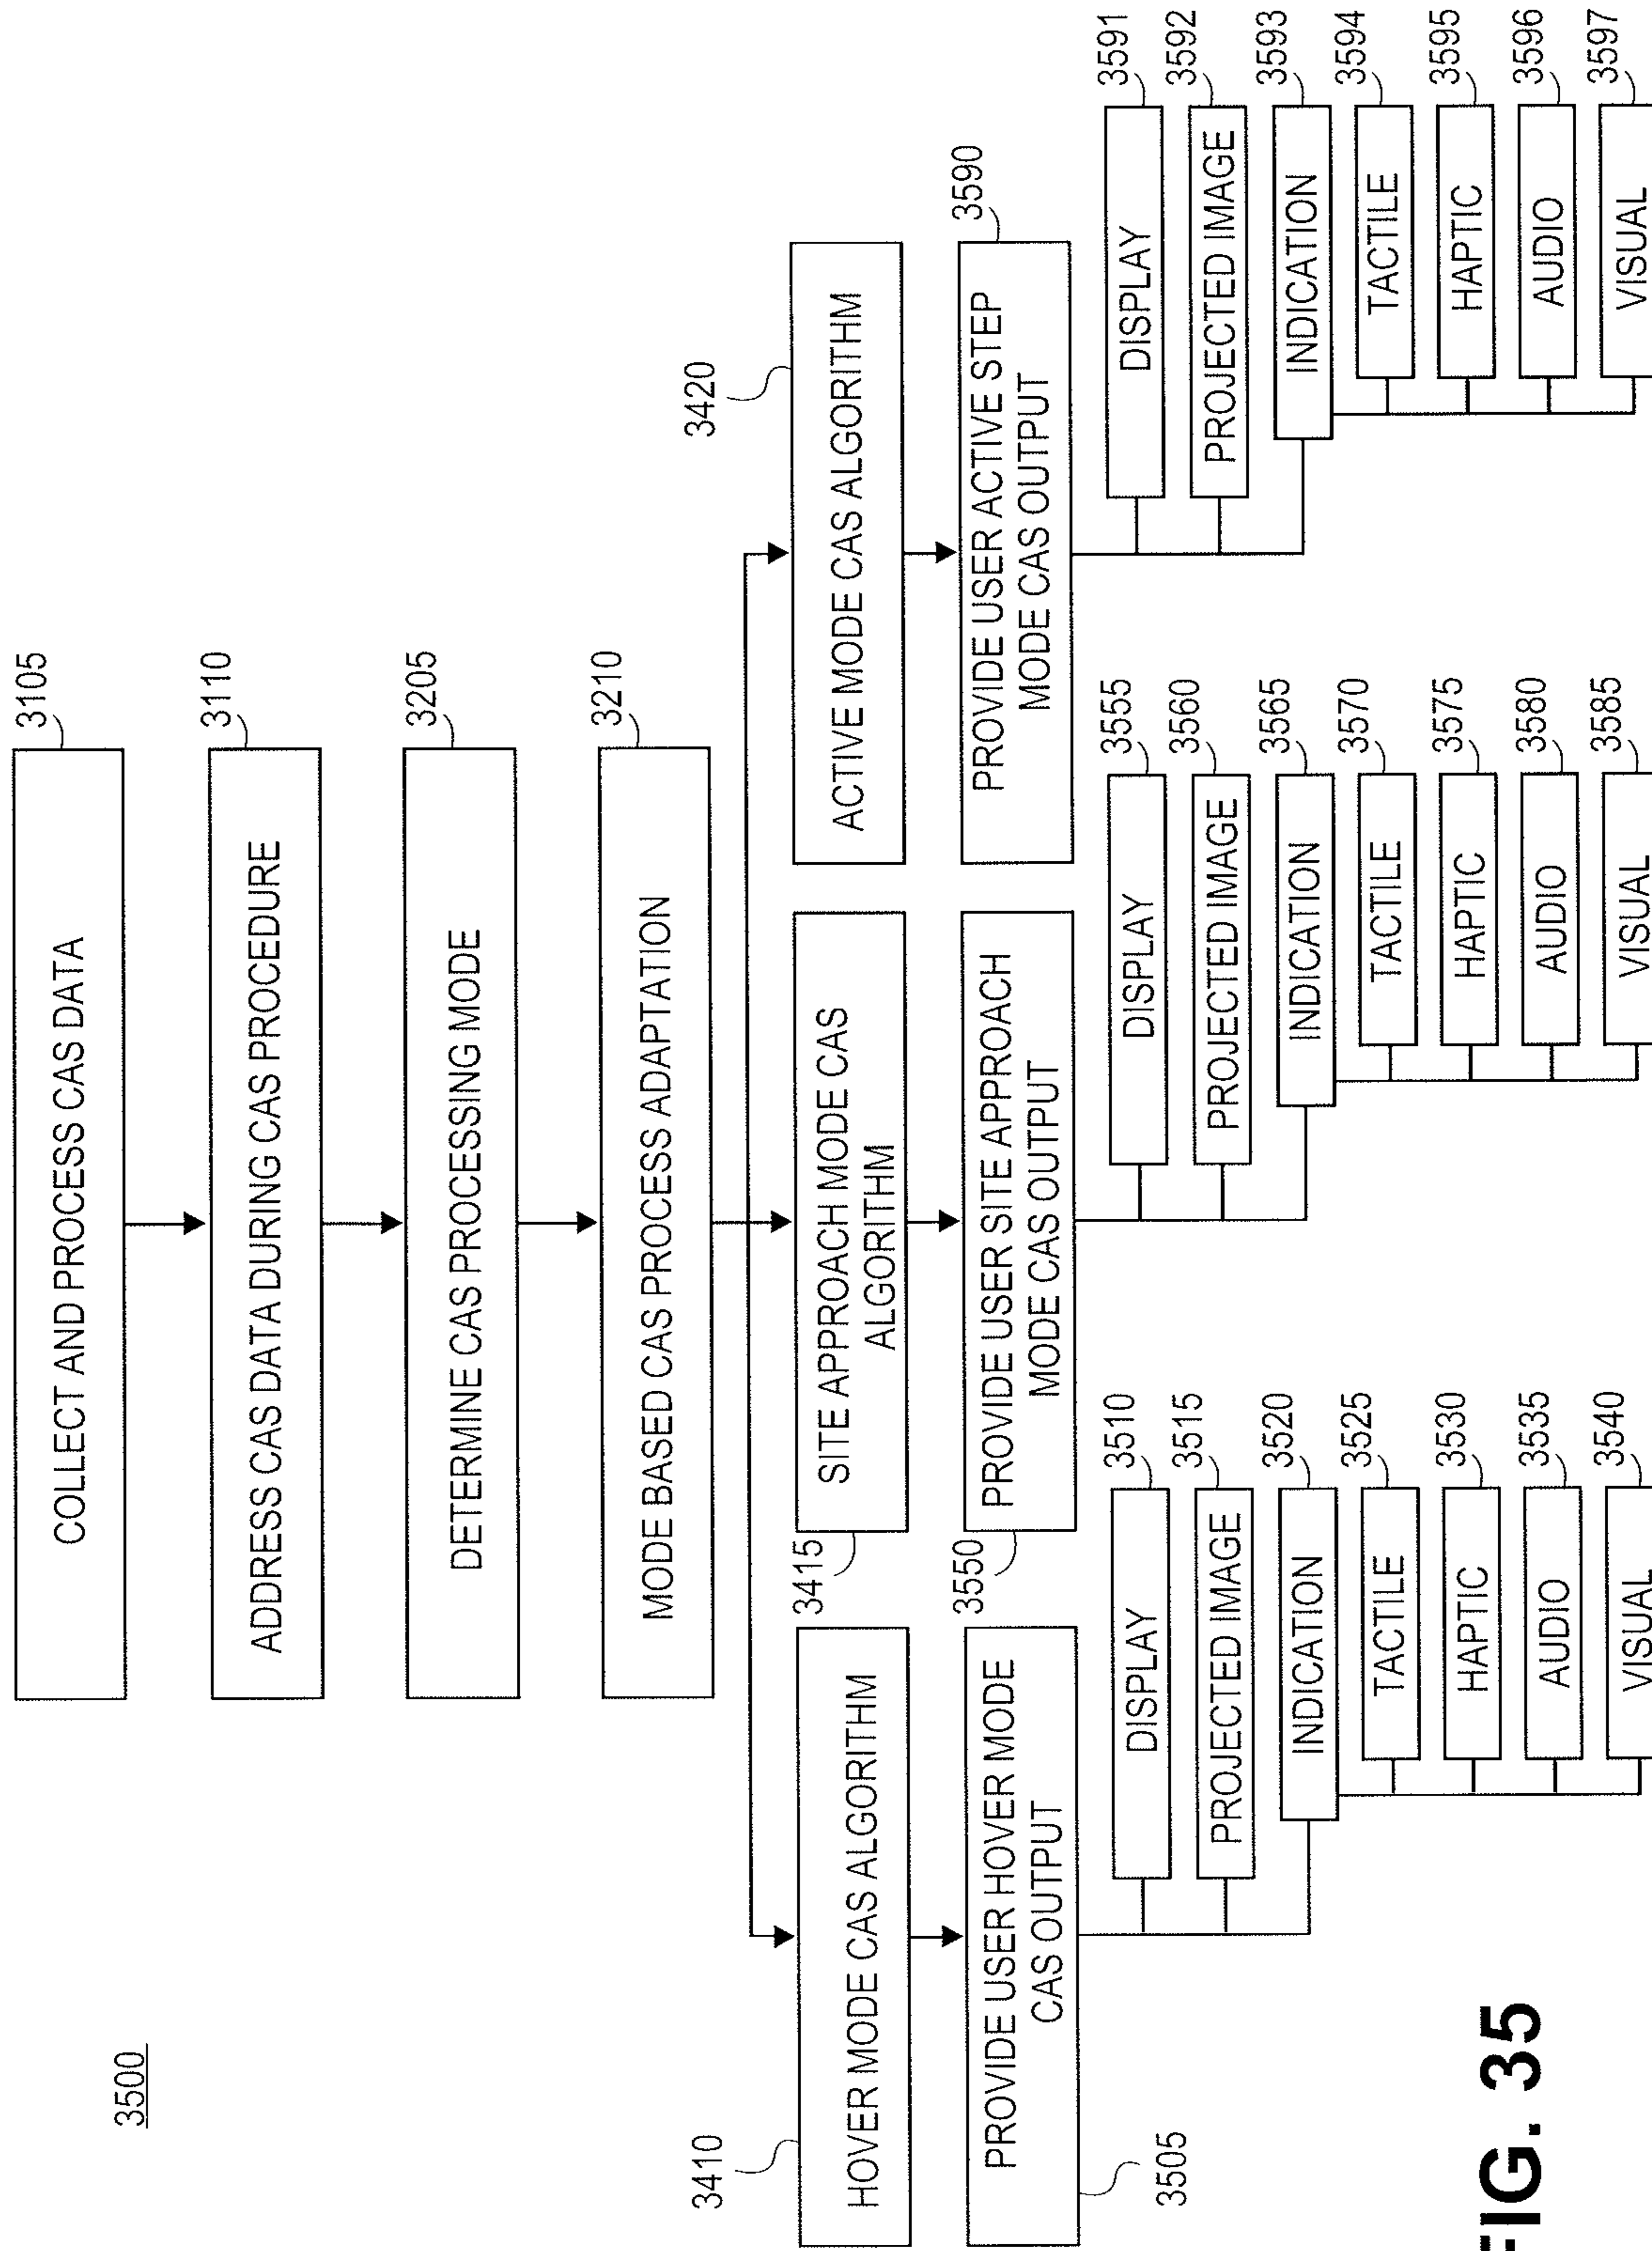 3500
COLLECT AND PROCESS CAS DATA
3105
ADDRESS CAS DATA DURING CAS PROCEDURE
3110
DETERMINE CAS PROCESSING MODE
3205
MODE BASED CAS PROCESS ADAPTATION
3210
3410
HOVER MODE CAS ALGORITHM
PROVIDE USER HOVER MODE
CAS OUTPUT
3505
DISPLAY
3510
PROJECTED IMAGE
3515
INDICATION
3520
TACTILE
3525
HAPTIC
3530
AUDIO
3535
VISUAL
3540
3415
SITE APPROACH MODE CAS
ALGORITHM
3550
PROVIDE USER SITE APPROACH
MODE CAS OUTPUT
DISPLAY
3555
PROJECTED IMAGE
3560
INDICATION
3565
TACTILE
3570
HAPTIC
3575
AUDIO
3580
VISUAL
3585
3420
ACTIVE MODE CAS ALGORITHM
PROVIDE USER ACTIVE STEP
MODE CAS OUTPUT
3590
DISPLAY
3591
PROJECTED IMAGE
3592
INDICATION
3593
TACTILE
3594
HAPTIC
3595
AUDIO
3596
VISUAL
3597
FIG. 35